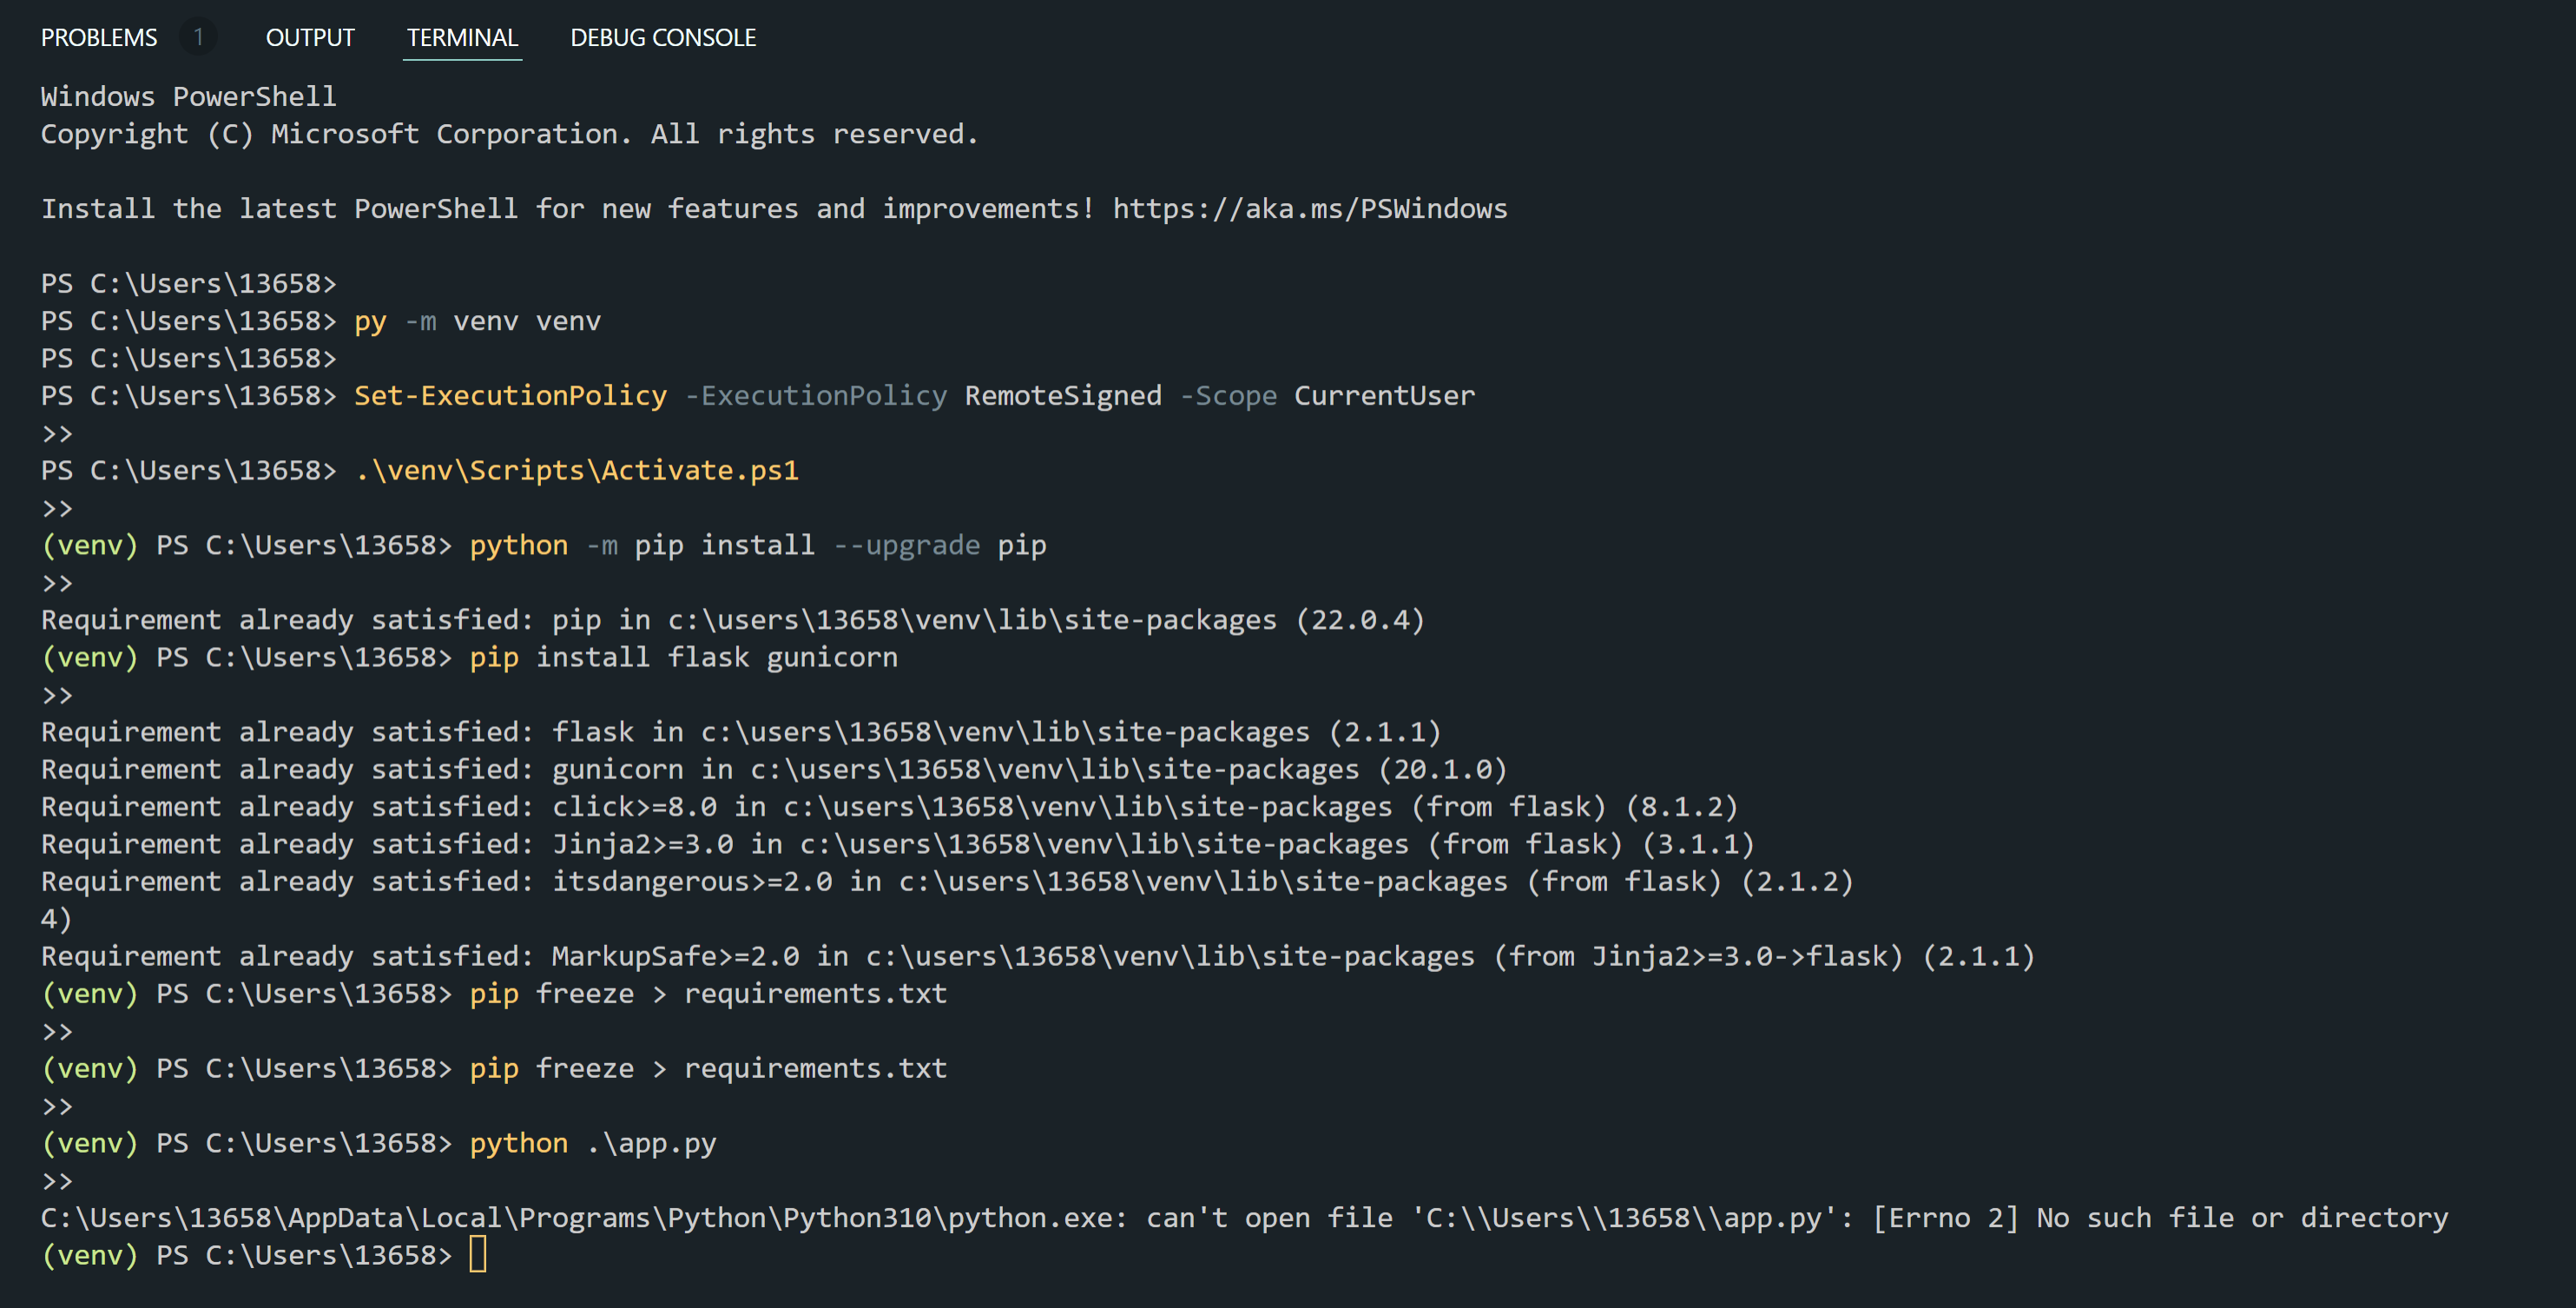 PROBLEMS 1 OUTPUT TERMINAL DEBUG CONSOLE
Windows PowerShell
Copyright (C) Microsoft Corporation. All rights reserved.
Install the latest PowerShell for new features and improvements! https://aka.ms/PSWindows
PS C:\Users\13658>
PS C:\Users\13658> py -m venv venv
PS C:\Users\13658>
PS C:\Users\13658> Set-ExecutionPolicy -ExecutionPolicy RemoteSigned -Scope CurrentUser
>>
PS C:\Users\13658> .\venv\Scripts\Activate.ps1
>>
(venv) PS C:\Users\13658> python -m pip install --upgrade pip
>>
Requirement already satisfied: pip in c:\users\13658\venv\lib\site-packages (22.0.4)
(venv) PS C:\Users\13658> pip install flask gunicorn
>>
Requirement already satisfied: flask in c:\users\13658\venv\lib\site-packages (2.1.1)
Requirement already satisfied: gunicorn in c:\users\13658\venv\lib\site-packages (20.1.0)
Requirement already satisfied: click>=8.0 in c:\users\13658\venv\lib\site-packages (from flask) (8.1.2)
Requirement already satisfied: Jinja2>=3.0 in c:\users\13658\venv\lib\site-packages (from flask) (3.1.1)
Requirement already satisfied: itsdangerous>=2.0 in c:\users\13658\venv\lib\site-packages (from flask) (2.1.2)
4)
Requirement already satisfied: MarkupSafe>=2.0 in c:\users\13658\venv\lib\site-packages (from Jinja2>=3.0->flask) (2.1.1)
(venv) PS C:\Users\13658> pip freeze > requirements.txt
>>
(venv) PS C:\Users\13658> pip freeze > requirements.txt
>>
(venv) PS C:\Users\13658> python .\app.py
>>
C:\Users\13658\AppData\Local\Programs\Python\Python310\python.exe: can't open file 'C:\\Users\\13658\\app.py': [Errno 2] No such file or directory
(venv) PS C:\Users\13658>